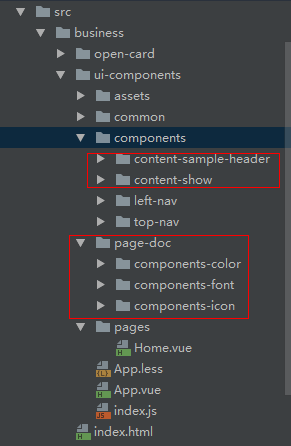 src
business
open-card
ui-components
assets
common
components
content-sample-header
content-show
left-nav
top-nav
page-doc
components-color
components-font
components-icon
pages
Home.vue
App.less
App.vue
index.js
index.html